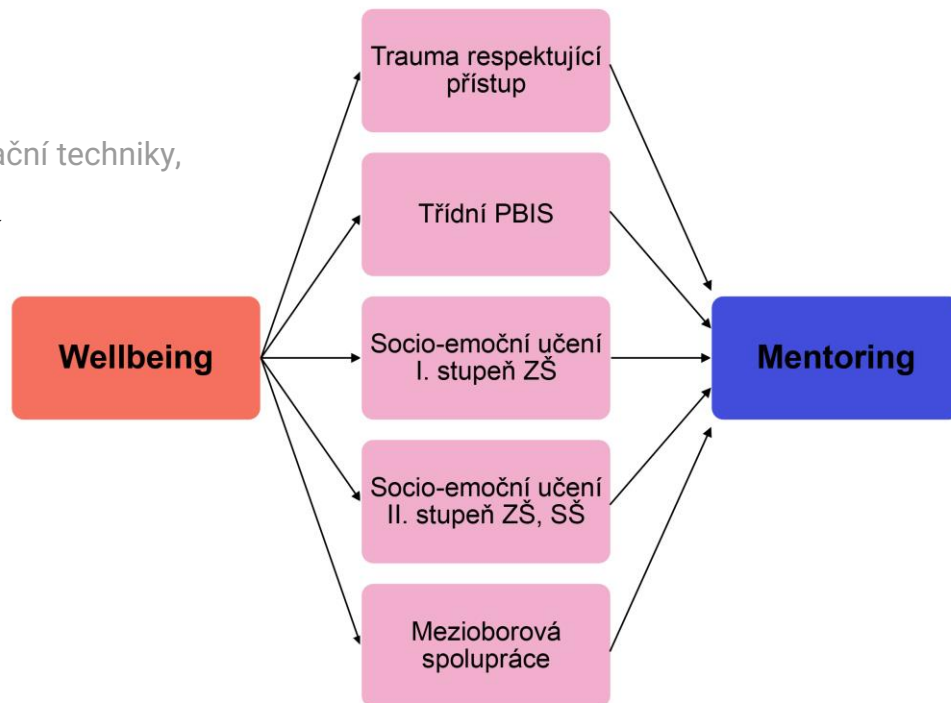 Trauma respektující
přístup
ační techniky,
Třídní PBIS
Wellbeing
Socio-emoční učení
I. stupeň ZŠ
Mentoring
Socio-emoční učení
II. stupeň ZŠ, SŠ
Mezioborová
spolupráce